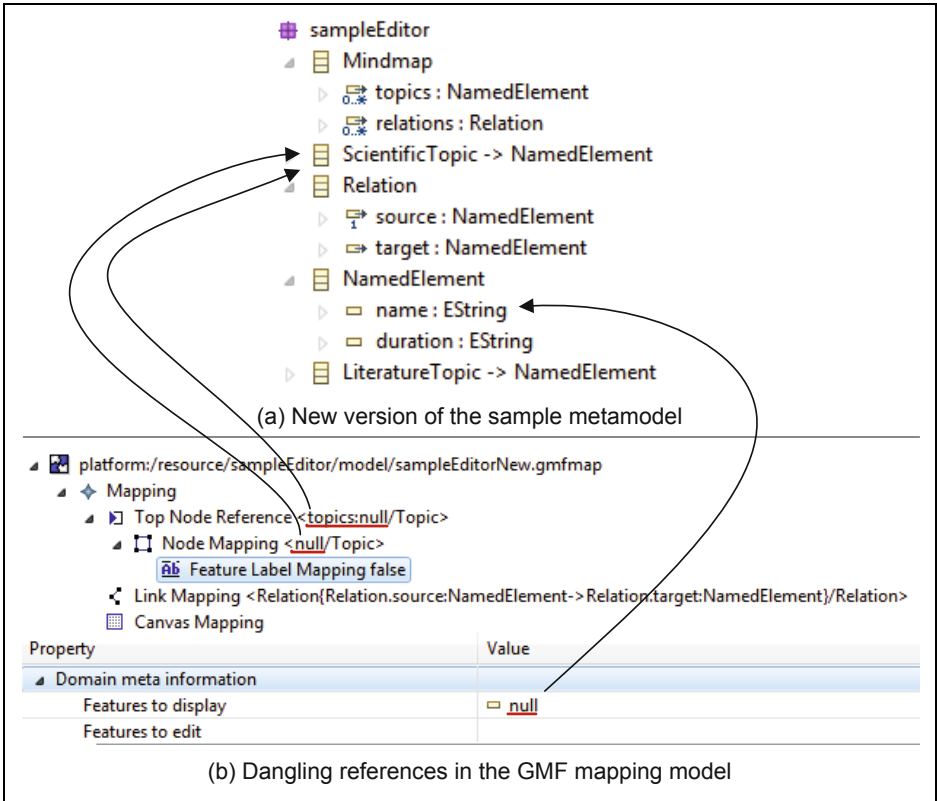 sampleEditor
Mindmap
0..* topics : NamedElement
0..* relations : Relation
ScientificTopic -> NamedElement
Relation
1 source : NamedElement
target : NamedElement
NamedElement
name : EString
duration : EString
LiteratureTopic -> NamedElement
(a) New version of the sample metamodel
platform:/resource/sampleEditor/model/sampleEditorNew.gmfmap
Mapping
Top Node Reference <topics:null/Topic>
Node Mapping <null/Topic>
Ab Feature Label Mapping false
Link Mapping <Relation{Relation.source:NamedElement->Relation.target:NamedElement}/Relation>
Canvas Mapping
Property Value
Domain meta information
Features to display null
Features to edit
(b) Dangling references in the GMF mapping model